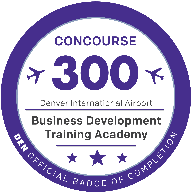 CONCOURSE
300
Denver International Airport
Business Development
Training Academy
DEN OFFICIAL BADGE OF COMPLETION